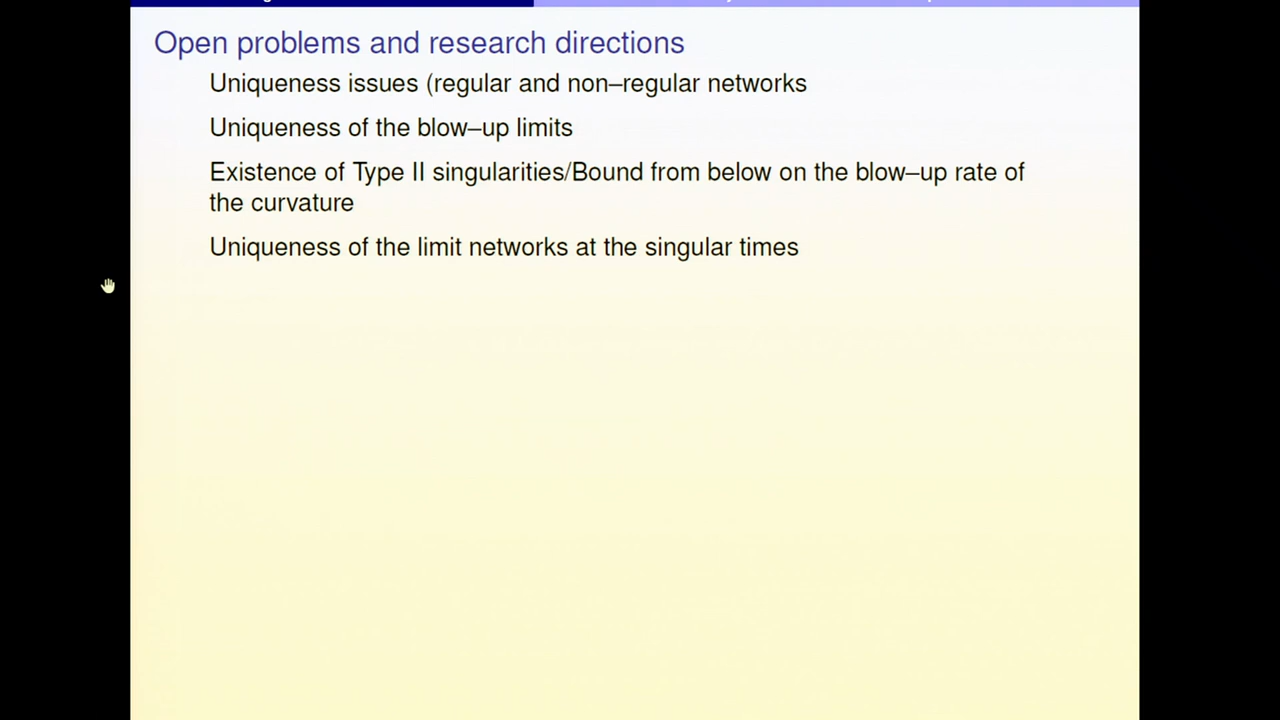 Open problems and research directions
Uniqueness issues (regular and non–regular networks
Uniqueness of the blow–up limits
Existence of Type II singularities/Bound from below on the blow–up rate of
the curvature
Uniqueness of the limit networks at the singular times